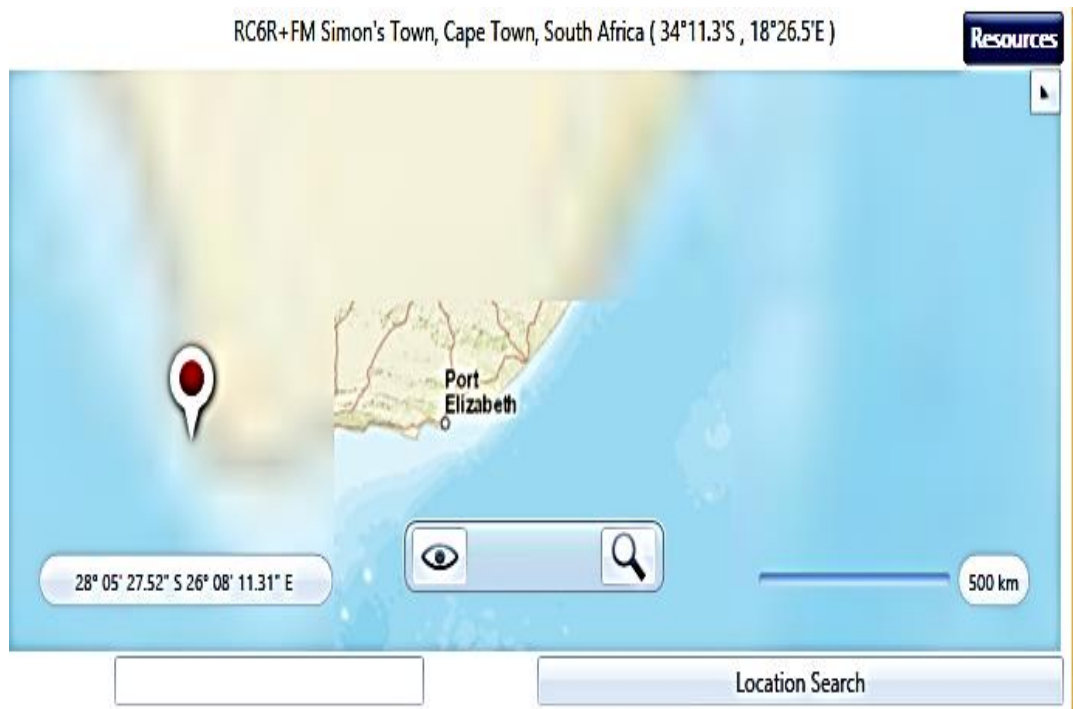 RC6R+FM Simon's Town, Cape Town, South Africa ( 34°11.3'S , 18°26.5'E )
Resources
Port
Elizabeth
28° 05' 27.52" S 26° 08' 11.31" E
500 km
Location Search